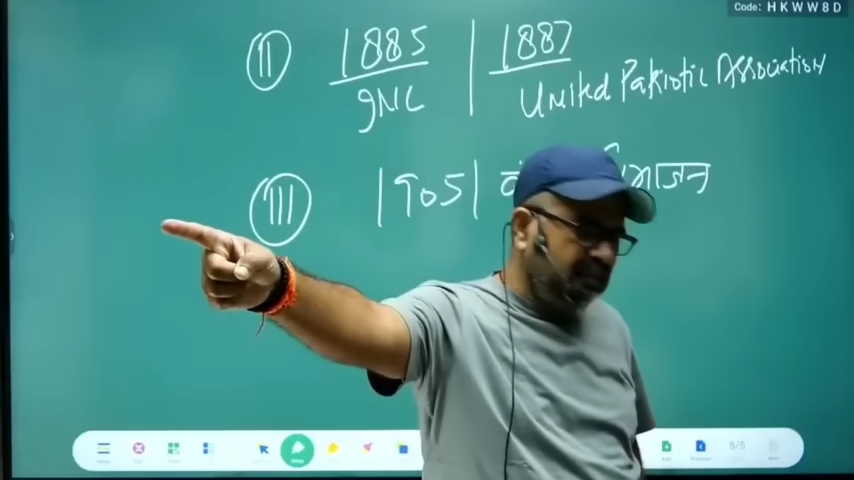 Code: HKWW8D
II 1885 | 1887
INC United Patriotic Association
III 1905 |
5/5